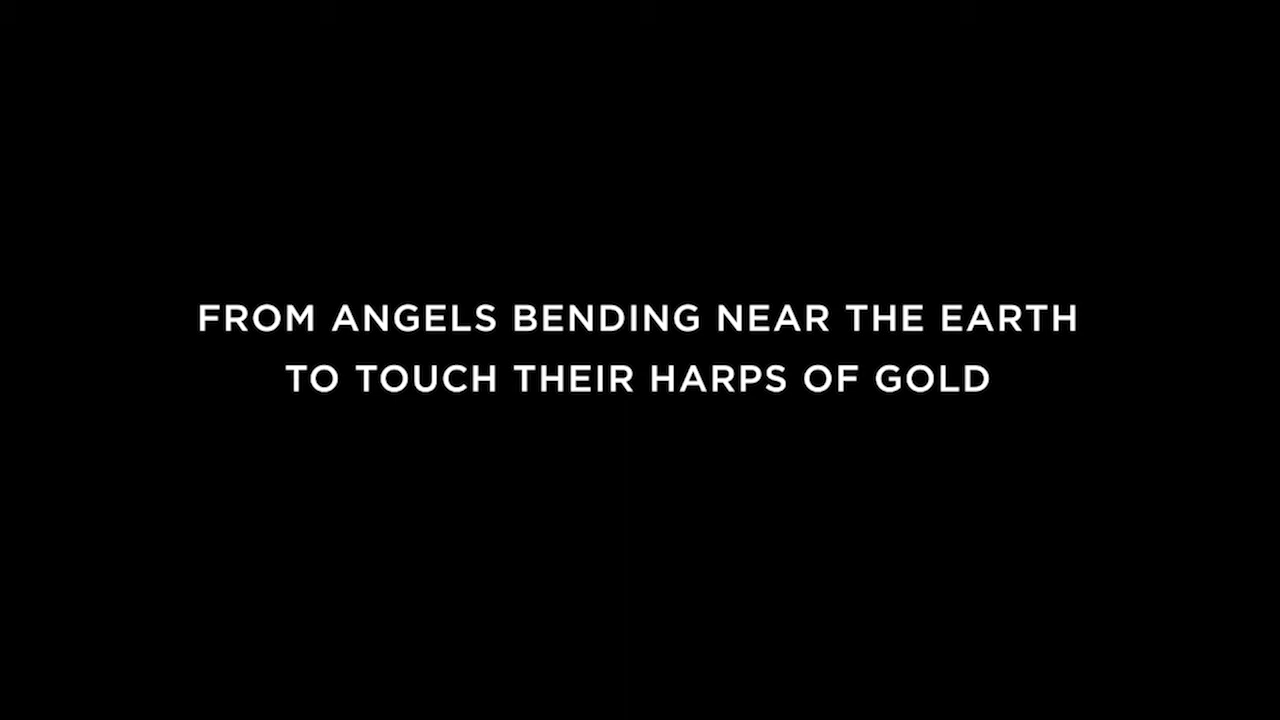 FROM ANGELS BENDING NEAR THE EARTH
TO TOUCH THEIR HARPS OF GOLD